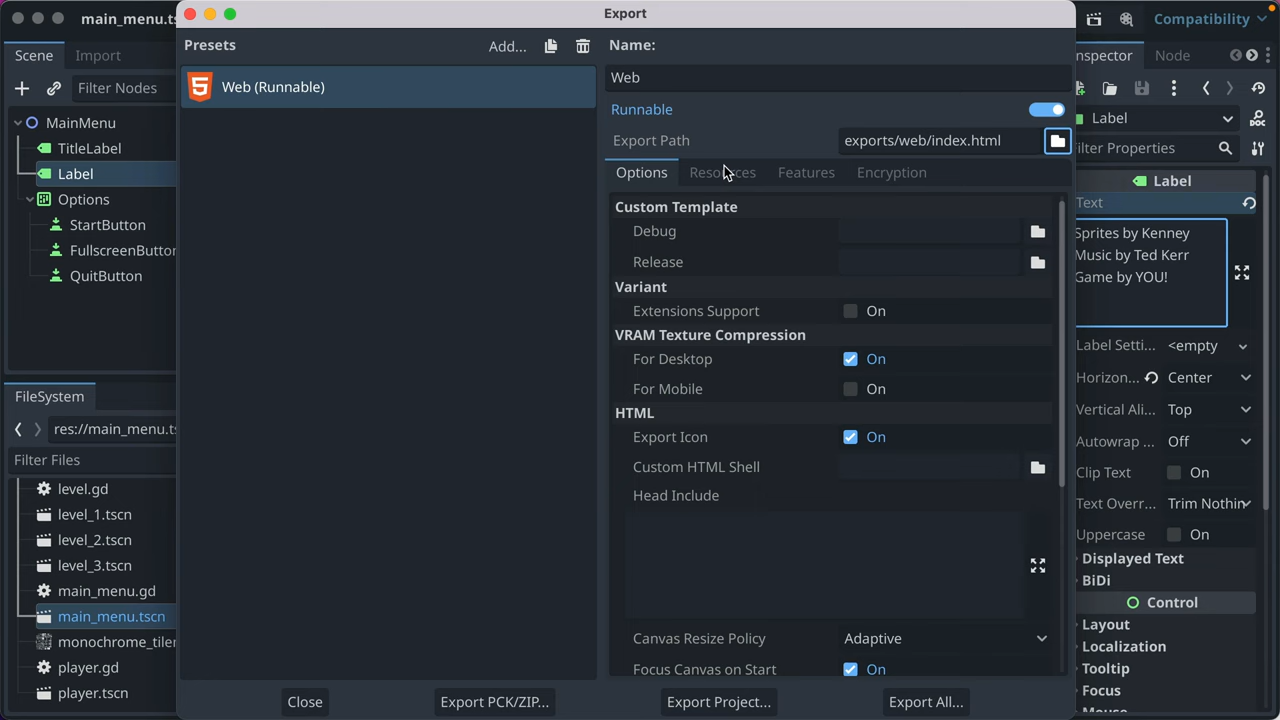 main_menu.ts
Export
Compatibility
Scene
Import
Filter Nodes
MainMenu
TitleLabel
Label
Options
StartButton
FullscreenButtor
QuitButton
FileSystem
res://main_menu.ts
Filter Files
level.gd
level_1.tscn
level_2.tscn
level_3.tscn
main_menu.gd
main_menu.tscn
monochrome_tiler
player.gd
player.tscn
Presets
Add...
Web (Runnable)
Close
Export PCK/ZIP...
Export Project...
Export All...
Name:
Web
Runnable
Export Path
exports/web/index.html
Options
Resources
Features
Encryption
Custom Template
Debug
Release
Variant
Extensions Support
On
VRAM Texture Compression
For Desktop
On
For Mobile
On
HTML
Export Icon
On
Custom HTML Shell
Head Include
Canvas Resize Policy
Adaptive
Focus Canvas on Start
On
nspector
Node
Label
ilter Properties
Label
Text
Sprites by Kenney
Music by Ted Kerr
Game by YOU!
Label Setti...
<empty
Horizon...
Center
Vertical Ali...
Top
Autowrap ...
Off
Clip Text
On
Text Overr...
Trim Nothin
Uppercase
On
Displayed Text
BiDi
Control
Layout
Localization
Tooltip
Focus